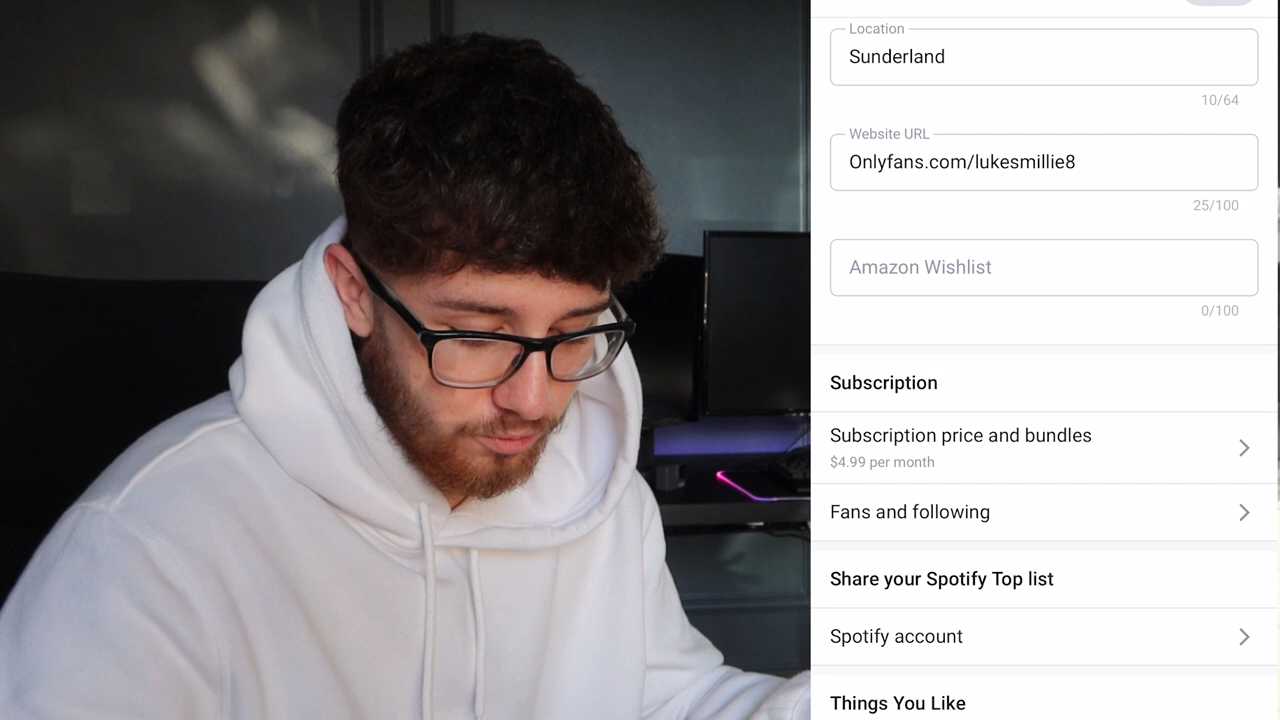 Location
Sunderland
10/64
Website URL
Onlyfans.com/lukesmillie8
25/100
Amazon Wishlist
0/100
Subscription
Subscription price and bundles
$4.99 per month
Fans and following
Share your Spotify Top list
Spotify account
Things You Like